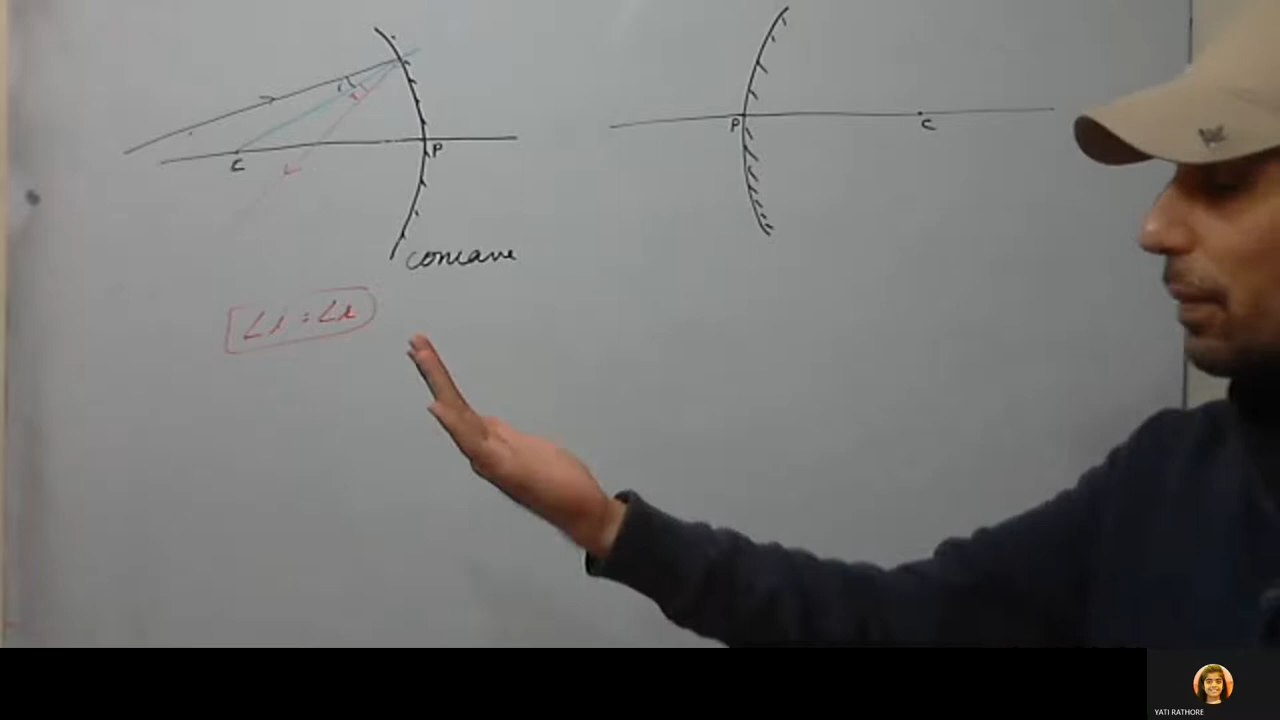 i
r
C
P
concave
∠i = ∠r
P
C
YATI RATHORE